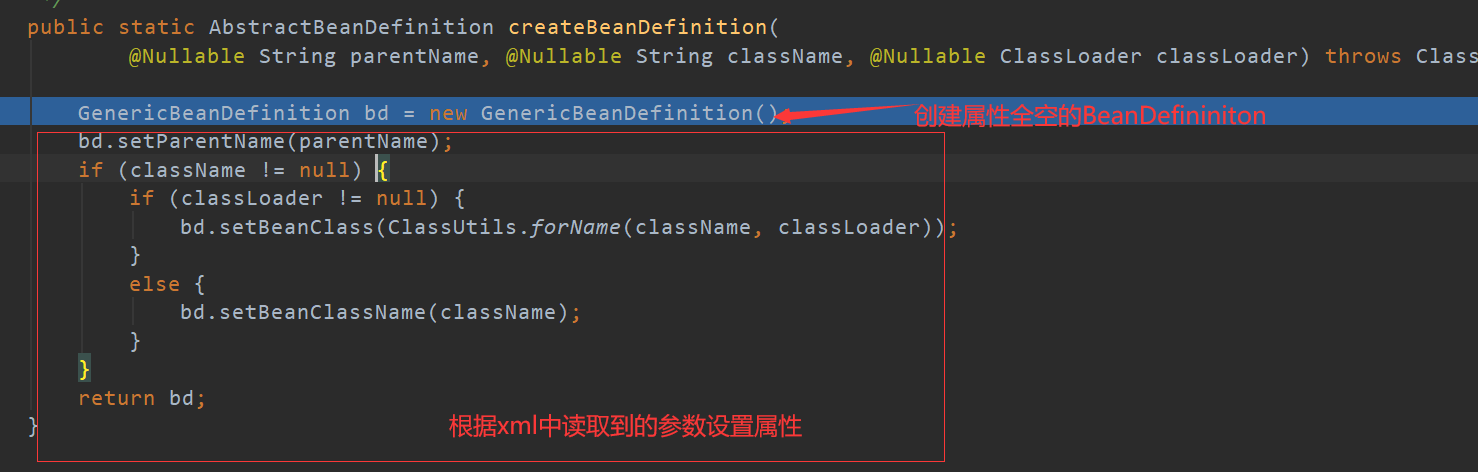 */
public static AbstractBeanDefinition createBeanDefinition(
@Nullable String parentName, @Nullable String className, @Nullable ClassLoader classLoader) throws Class
GenericBeanDefinition bd = new GenericBeanDefinition() 创建属性全空的BeanDefininiton
bd.setParentName(parentName);
if (className != null) {
if (classLoader != null) {
bd.setBeanClass(ClassUtils.forName(className, classLoader));
}
else {
bd.setBeanClassName(className);
}
}
return bd;
} 根据xml中读取到的参数设置属性